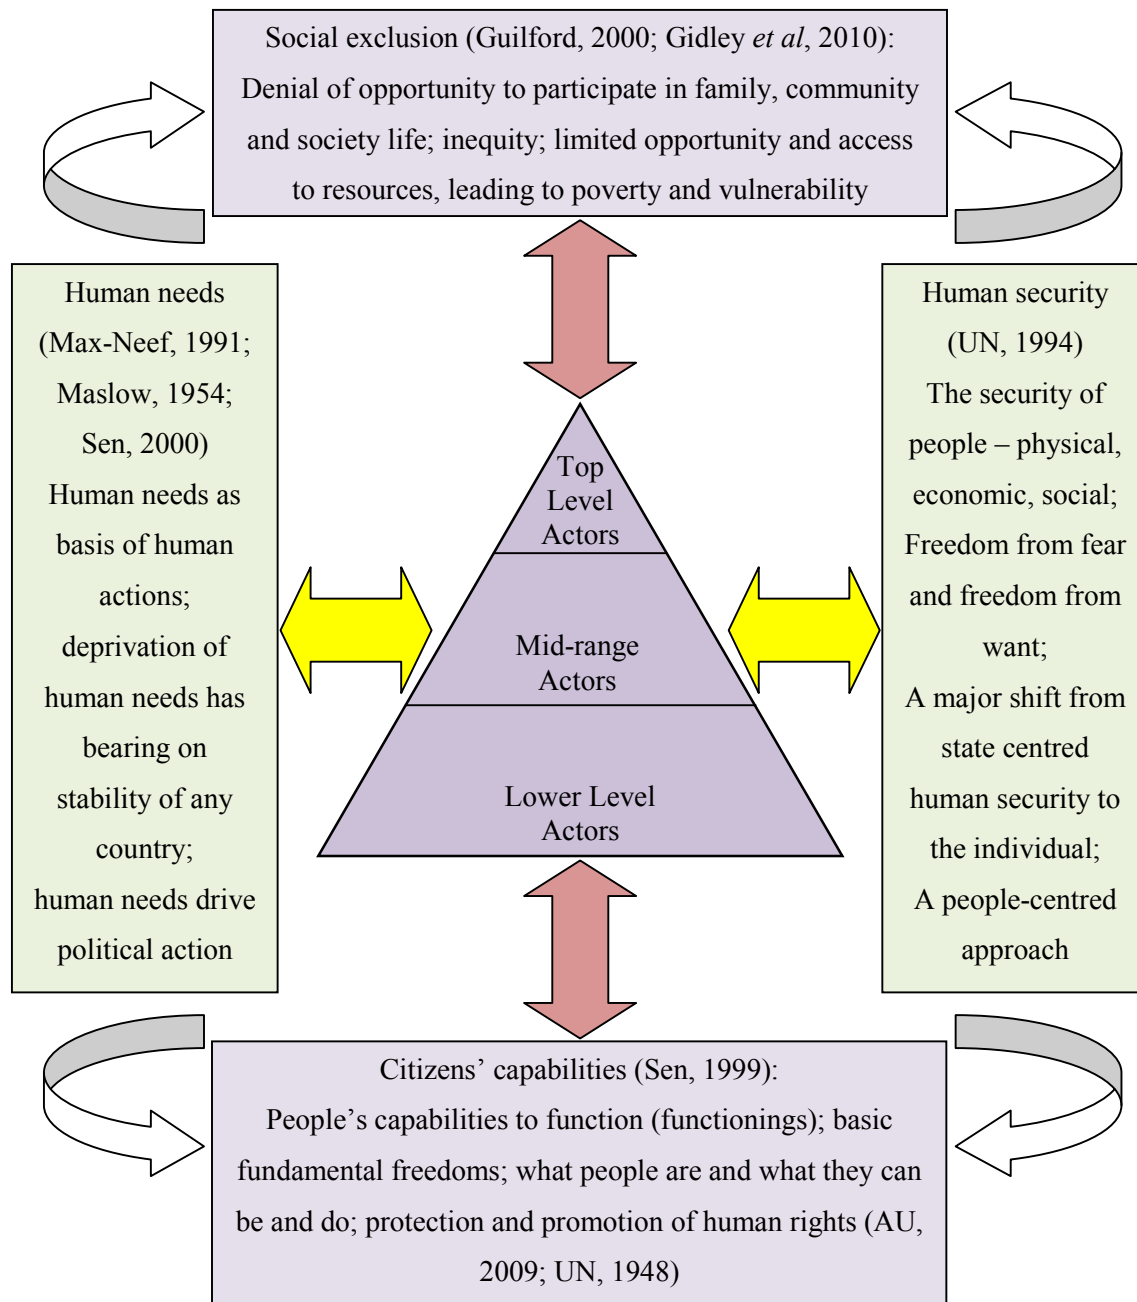 Social exclusion (Guilford, 2000; Gidley et al, 2010):
Denial of opportunity to participate in family, community
and society life; inequity; limited opportunity and access
to resources, leading to poverty and vulnerability
Human needs
(Max-Neef, 1991;
Maslow, 1954;
Sen, 2000)
Human needs as
basis of human
actions;
deprivation of
human needs has
bearing on
stability of any
country;
human needs drive
political action
Top
Level
Actors
Mid-range
Actors
Lower Level
Actors
Human security
(UN, 1994)
The security of
people – physical,
economic, social;
Freedom from fear
and freedom from
want;
A major shift from
state centred
human security to
the individual;
A people-centred
approach
Citizens’ capabilities (Sen, 1999):
People’s capabilities to function (functionings); basic
fundamental freedoms; what people are and what they can
be and do; protection and promotion of human rights (AU,
2009; UN, 1948)